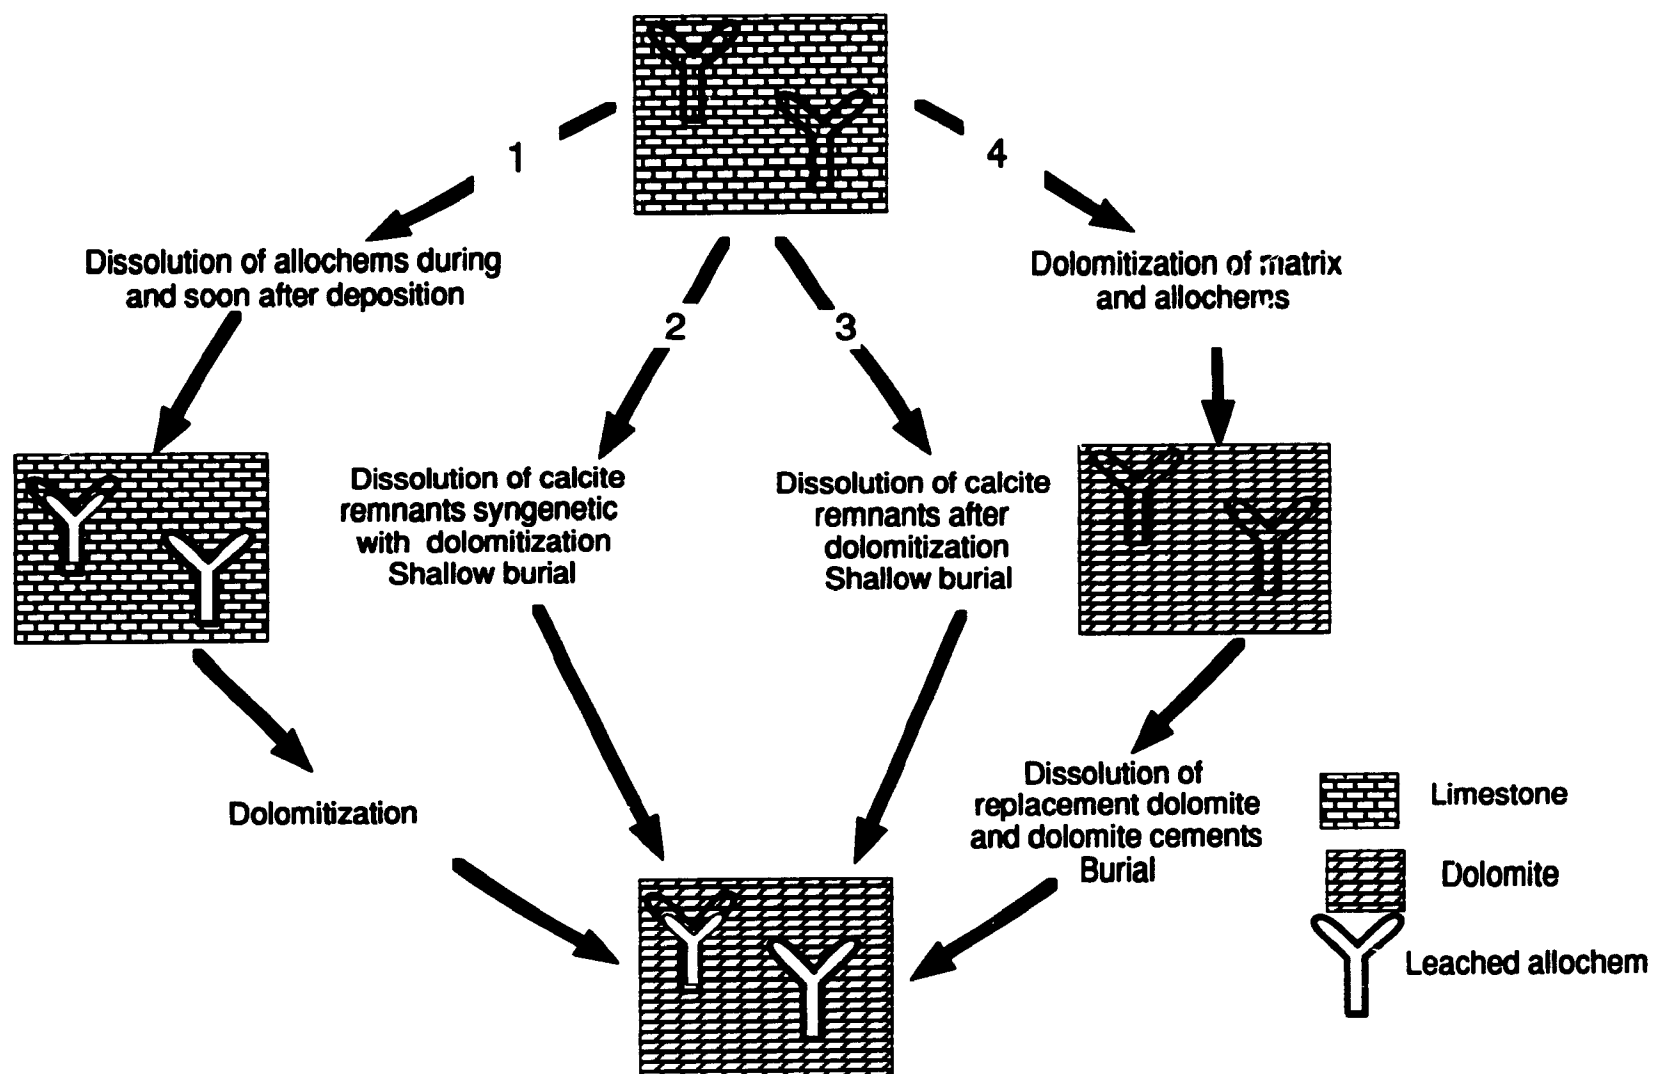 1
4
Dissolution of allochems during
and soon after deposition
Dolomitization of matrix
and allochems
2
3
Dissolution of calcite
remnants syngenetic
with dolomitization
Shallow burial
Dissolution of calcite
remnants after
dolomitization
Shallow burial
Dolomitization
Dissolution of
replacement dolomite
and dolomite cements
Burial
Limestone
Dolomite
Leached allochem